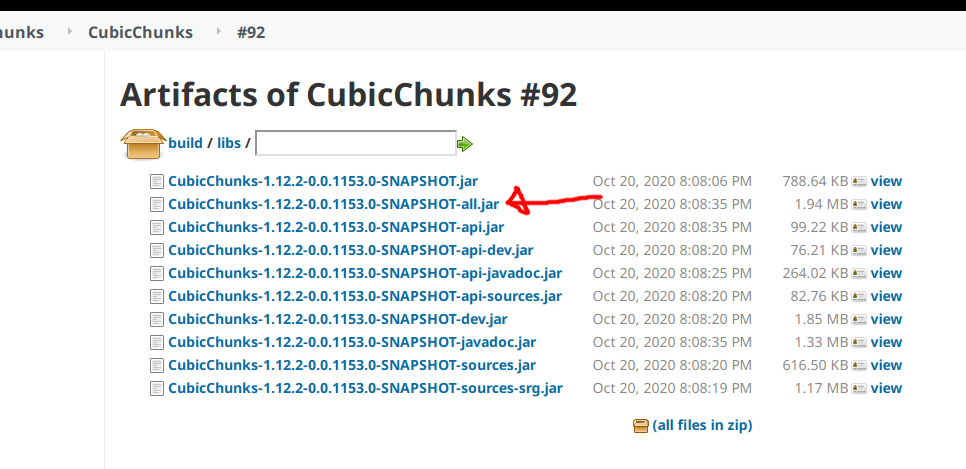 hunks CubicChunks #92
Artifacts of CubicChunks #92
build / libs /
CubicChunks-1.12.2-0.0.1153.0-SNAPSHOT.jar Oct 20, 2020 8:08:06 PM 788.64 KB view
CubicChunks-1.12.2-0.0.1153.0-SNAPSHOT-all.jar Oct 20, 2020 8:08:35 PM 1.94 MB view
CubicChunks-1.12.2-0.0.1153.0-SNAPSHOT-api.jar Oct 20, 2020 8:08:35 PM 99.22 KB view
CubicChunks-1.12.2-0.0.1153.0-SNAPSHOT-api-dev.jar Oct 20, 2020 8:08:20 PM 76.21 KB view
CubicChunks-1.12.2-0.0.1153.0-SNAPSHOT-api-javadoc.jar Oct 20, 2020 8:08:25 PM 264.02 KB view
CubicChunks-1.12.2-0.0.1153.0-SNAPSHOT-api-sources.jar Oct 20, 2020 8:08:20 PM 82.76 KB view
CubicChunks-1.12.2-0.0.1153.0-SNAPSHOT-dev.jar Oct 20, 2020 8:08:20 PM 1.85 MB view
CubicChunks-1.12.2-0.0.1153.0-SNAPSHOT-javadoc.jar Oct 20, 2020 8:08:35 PM 1.33 MB view
CubicChunks-1.12.2-0.0.1153.0-SNAPSHOT-sources.jar Oct 20, 2020 8:08:20 PM 616.50 KB view
CubicChunks-1.12.2-0.0.1153.0-SNAPSHOT-sources-srg.jar Oct 20, 2020 8:08:19 PM 1.17 MB view
(all files in zip)